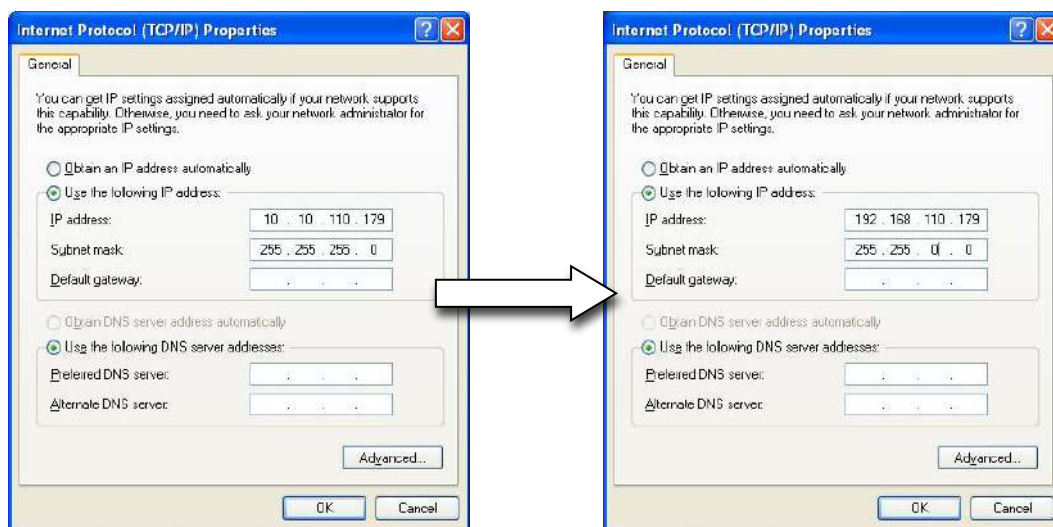 Internet Protocol (TCP/IP) Properties
General
You can get IP settings assigned automatically if your network supports
this capability. Otherwise, you need to ask your network administrator for
the appropriate IP settings.
Obtain an IP address automatically
Use the following IP address:
IP address: 10 . 10 . 110 . 179
Subnet mask: 255 . 255 . 255 . 0
Default gateway: . . .
Obtain DNS server address automatically
Use the following DNS server addresses:
Preferred DNS server: . . .
Alternate DNS server: . . .
Advanced...
OK Cancel
Internet Protocol (TCP/IP) Properties
General
You can get IP settings assigned automatically if your network supports
this capability. Otherwise, you need to ask your network administrator for
the appropriate IP settings.
Obtain an IP address automatically
Use the following IP address:
IP address: 192 . 168 . 110 . 179
Subnet mask: 255 . 255 . 0 . 0
Default gateway: . . .
Obtain DNS server address automatically
Use the following DNS server addresses:
Preferred DNS server: . . .
Alternate DNS server: . . .
Advanced...
OK Cancel